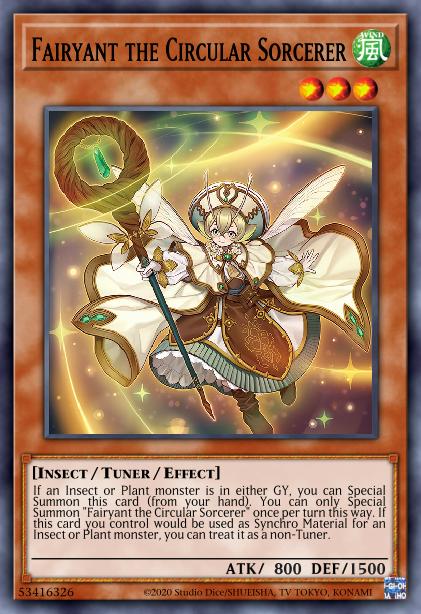 FAIRYANT THE CIRCULAR SORCERER
WIND
風
[INSECT / TUNER / EFFECT]
If an Insect or Plant monster is in either GY, you can Special
Summon this card (from your hand). You can only Special
Summon "Fairyant the Circular Sorcerer" once per turn this way. If
this card you control would be used as Synchro Material for an
Insect or Plant monster, you can treat it as a non-Tuner.
ATK/ 800 DEF/1500
53416326
©2020 Studio Dice/SHUEISHA, TV TOKYO, KONAMI